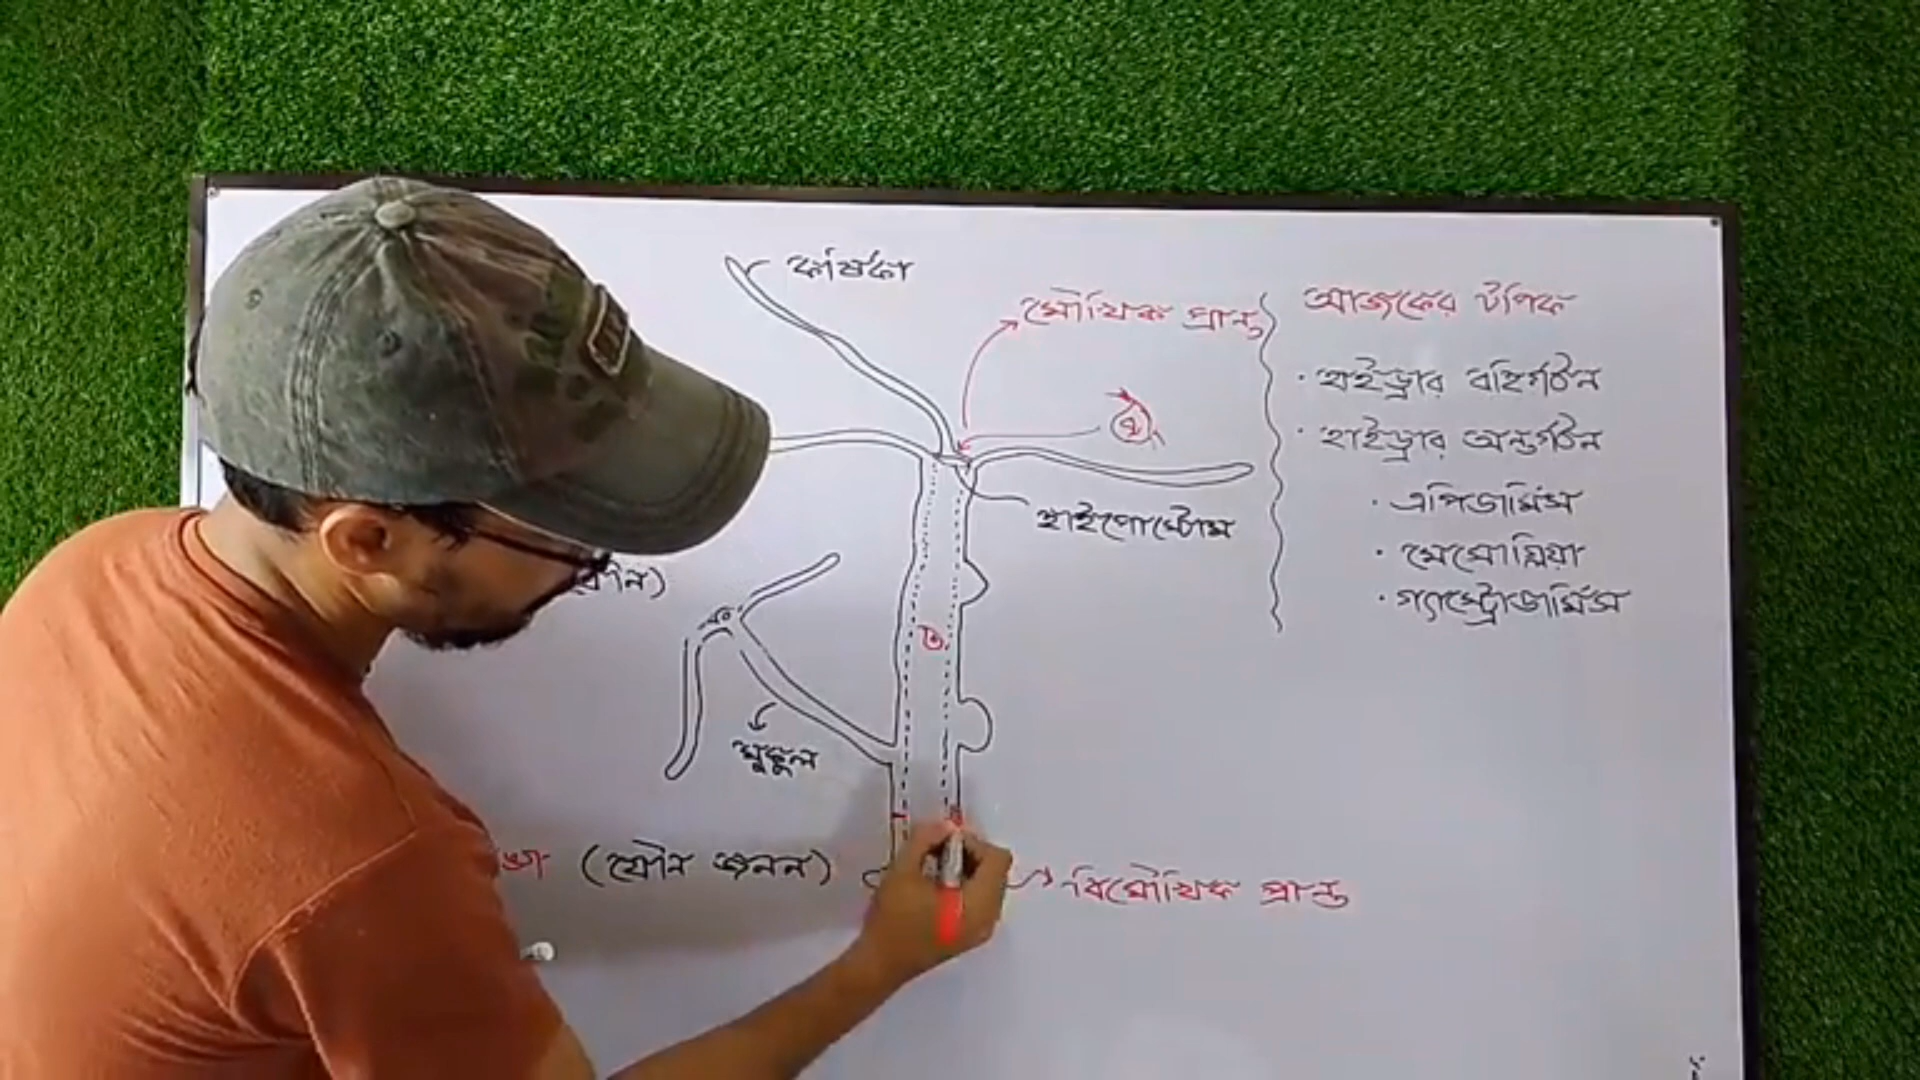 কর্ষিকা
মৌখিক প্রান্ত
হাইপোস্টোম
মুকুল
(যৌন জনন)
বিমৌখিক প্রান্ত
আজকের টপিক
· হাইড্রার বহির্গঠন
· হাইড্রার অন্তর্গঠন
· এপিডার্মিস
· মেসোগ্লিয়া
· গ্যাস্ট্রোডার্মিস